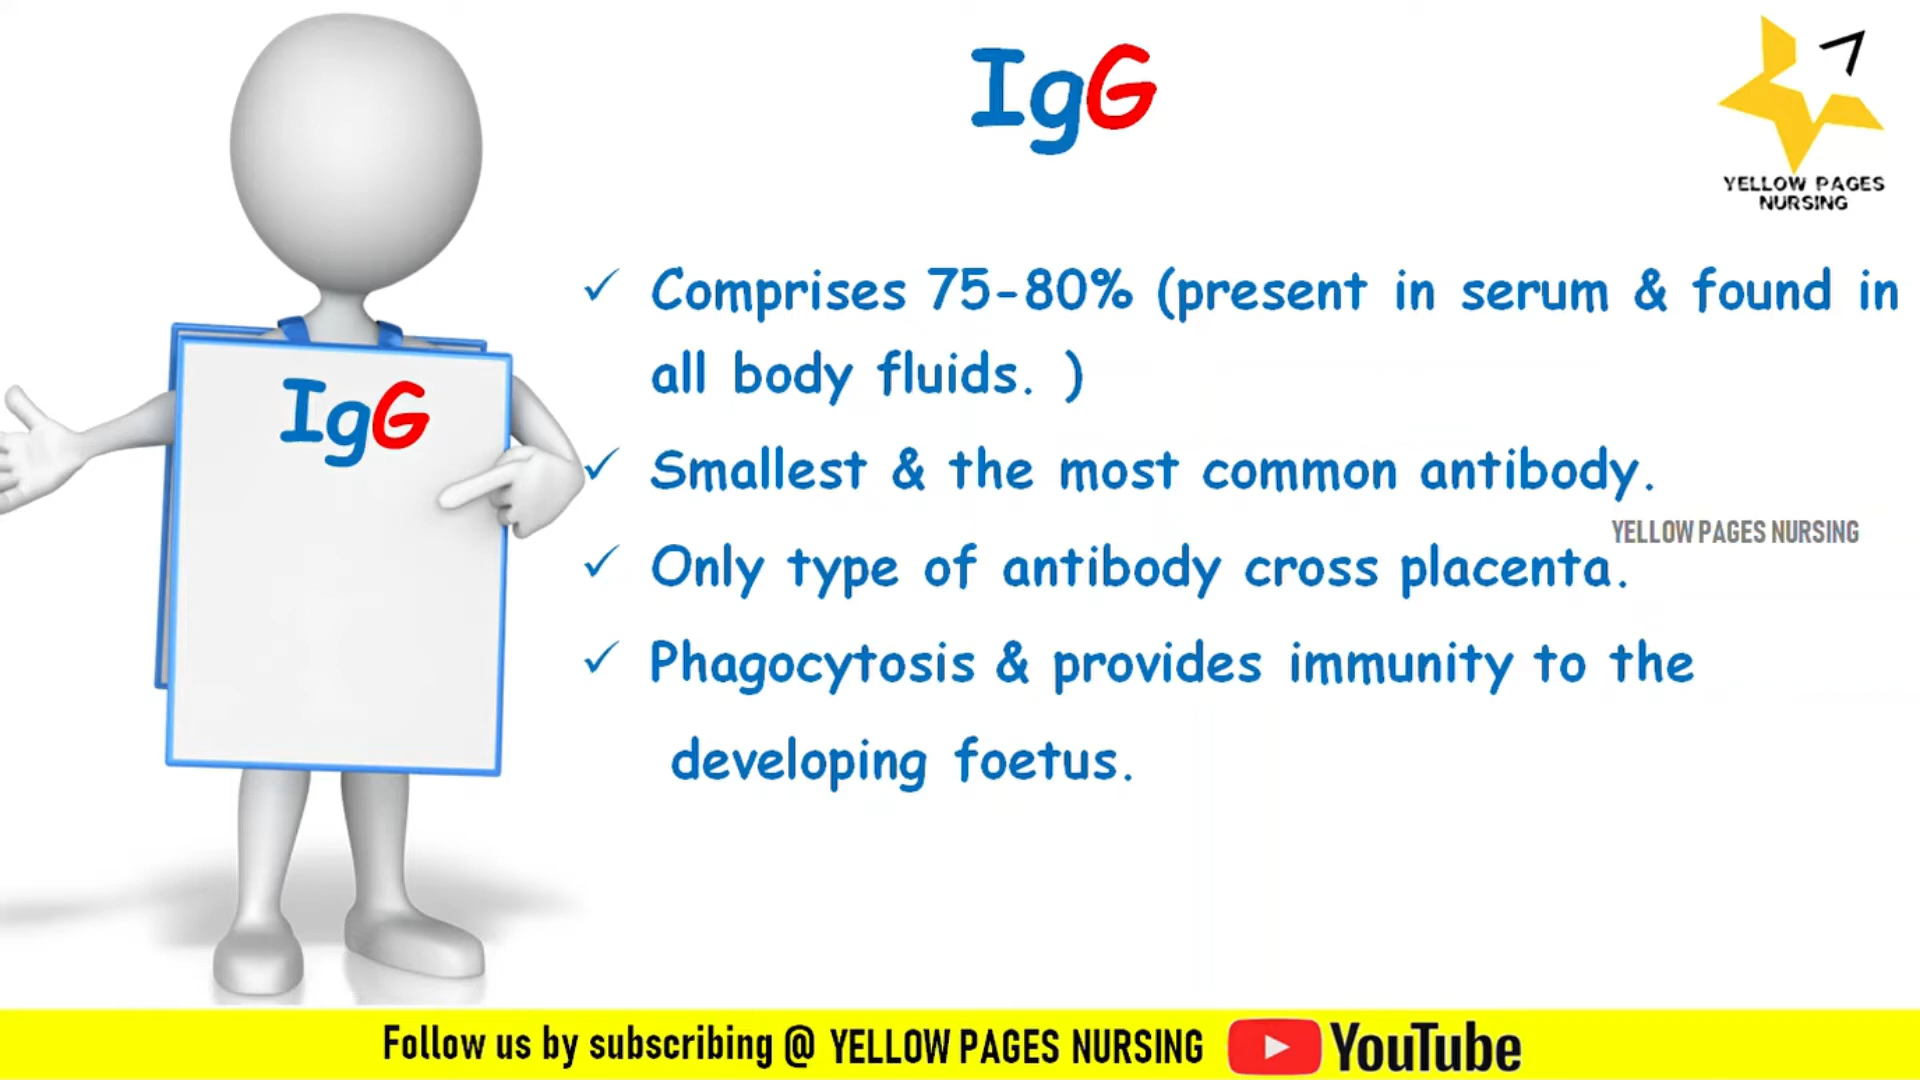 IgG
YELLOW PAGES
NURSING
IgG
✓ Comprises 75-80% (present in serum & found in
all body fluids. )
✓ Smallest & the most common antibody.
YELLOW PAGES NURSING
✓ Only type of antibody cross placenta.
✓ Phagocytosis & provides immunity to the
developing foetus.
Follow us by subscribing @ YELLOW PAGES NURSING YouTube